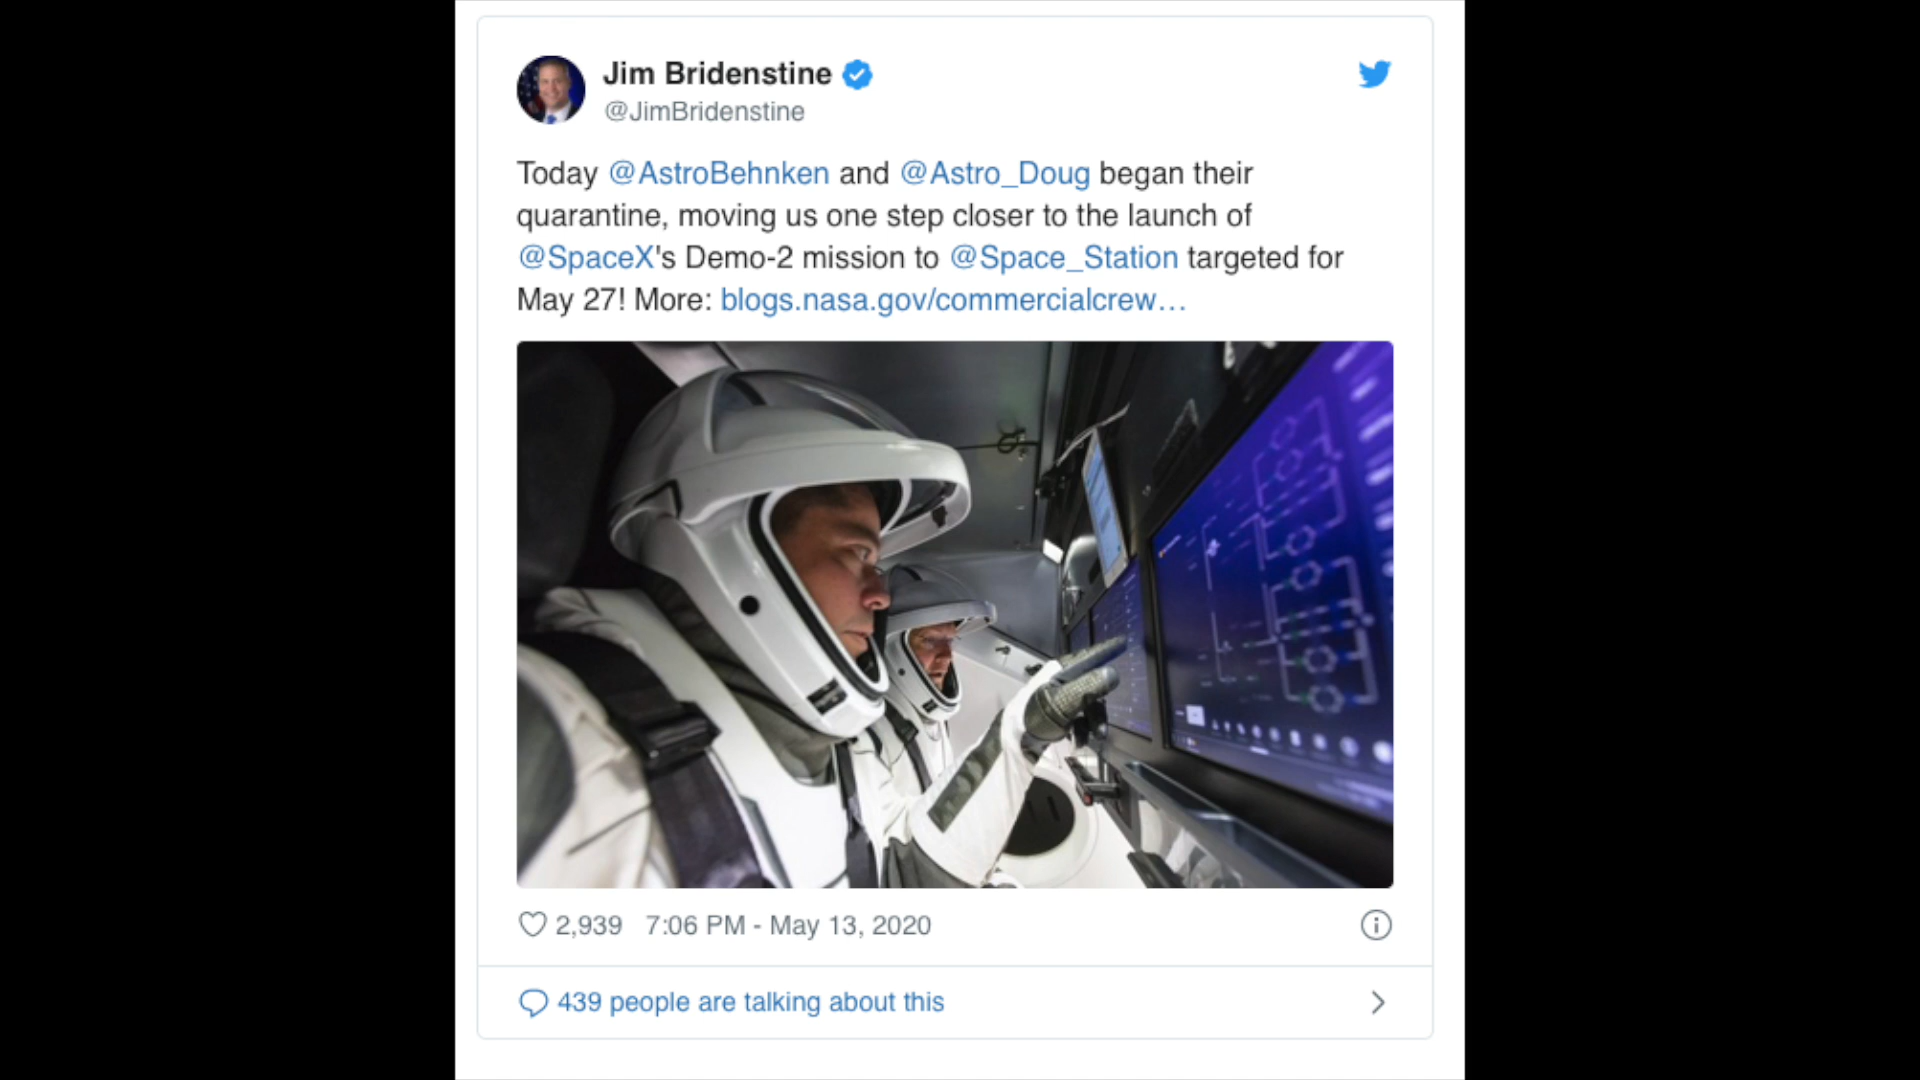 Jim Bridenstine
@JimBridenstine
Today @AstroBehnken and @Astro_Doug began their
quarantine, moving us one step closer to the launch of
@SpaceX's Demo-2 mission to @Space_Station targeted for
May 27! More: blogs.nasa.gov/commercialcrew…
2,939 7:06 PM - May 13, 2020
439 people are talking about this